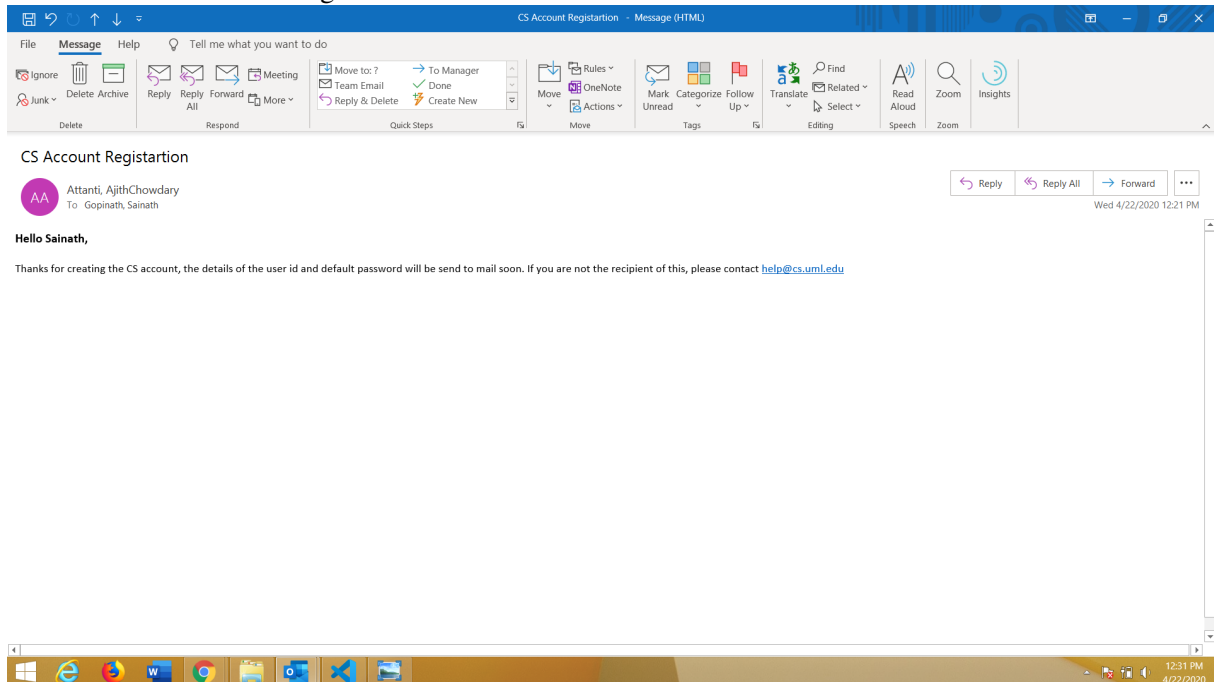 CS Account Registartion - Message (HTML)
File Message Help Tell me what you want to do
Ignore
Junk
Delete Archive
Delete
Reply Reply All Forward
Meeting
More
Respond
Move to: ? To Manager
Team Email Done
Reply & Delete Create New
Quick Steps
Move
Rules
OneNote
Actions
Move
Mark Unread Categorize Follow Up
Tags
Translate
Find
Related
Select
Editing
Read Aloud
Speech
Zoom
Zoom
Insights
CS Account Registartion
AA
Attanti, AjithChowdary
To Gopinath, Sainath
Reply Reply All Forward
Wed 4/22/2020 12:21 PM
Hello Sainath,
Thanks for creating the CS account, the details of the user id and default password will be send to mail soon. If you are not the recipient of this, please contact help@cs.uml.edu
12:31 PM
4/22/2020